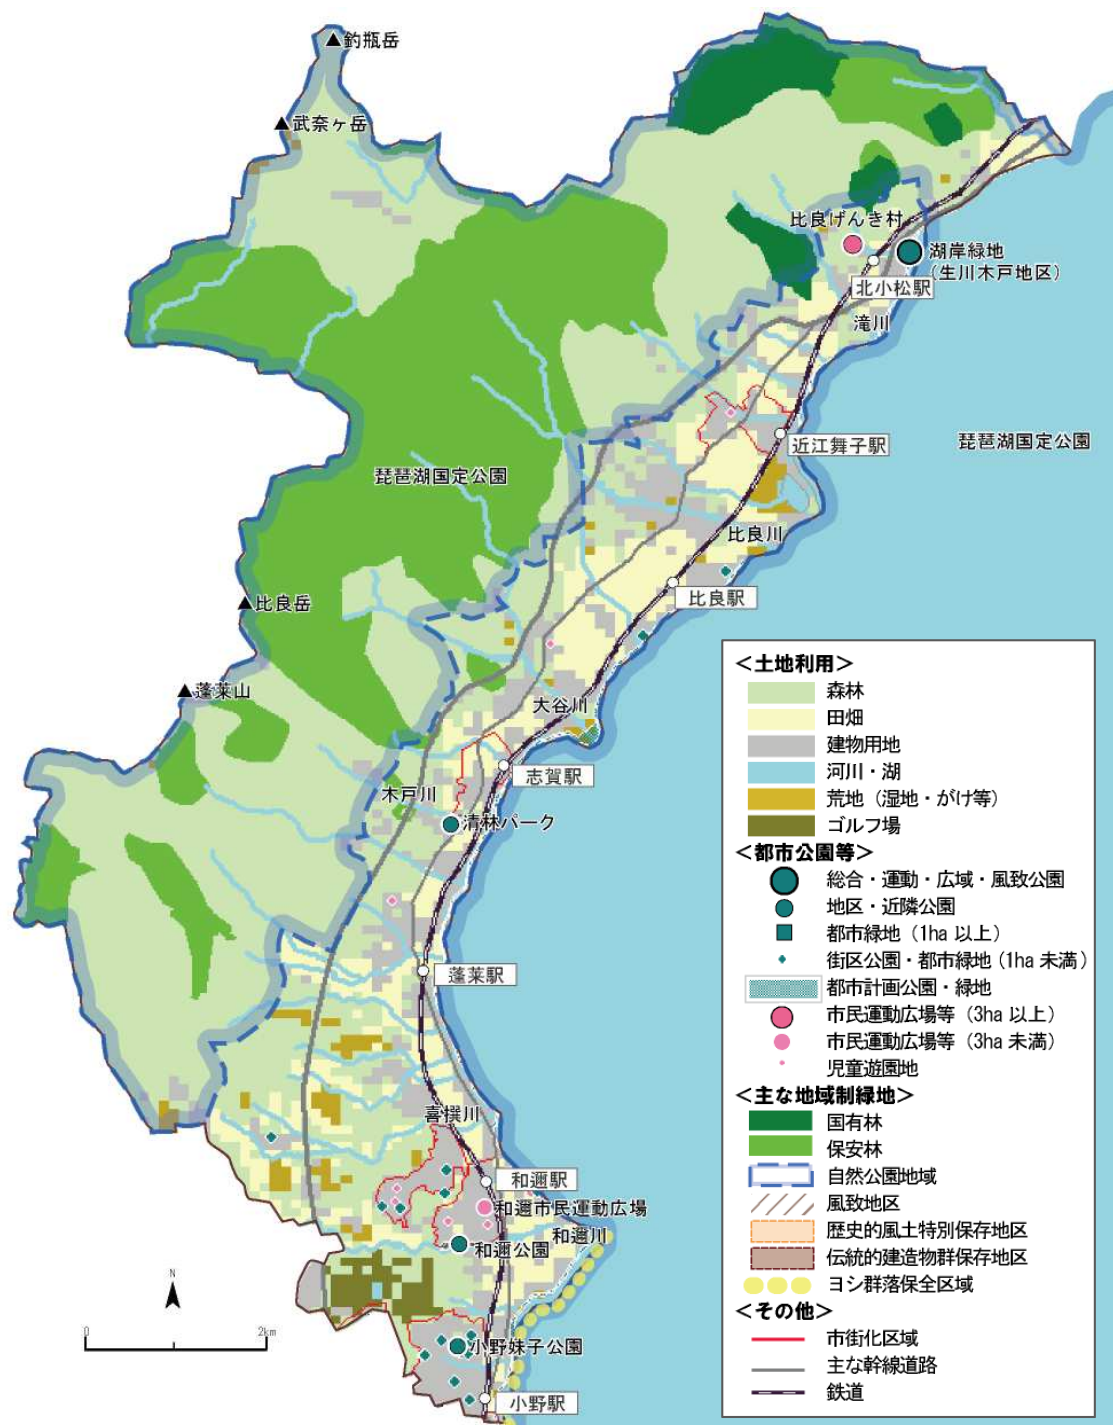 ▲釣瓶岳
▲武奈ヶ岳
比良げんき村
湖岸緑地
(生川木戸地区)
北小松駅
滝川
近江舞子駅
琵琶湖国定公園
琵琶湖国定公園
比良川
比良駅
▲比良岳
▲蓬莱山
大谷川
志賀駅
木戸川
清林パーク
蓬莱駅
喜撰川
和邇駅
和邇市民運動広場
和邇川
和邇公園
小野妹子公園
小野駅
N
0 2km
＜土地利用＞
森林
田畑
建物用地
河川・湖
荒地（湿地・がけ等）
ゴルフ場
＜都市公園等＞
総合・運動・広域・風致公園
地区・近隣公園
都市緑地（1ha 以上）
街区公園・都市緑地（1ha 未満）
都市計画公園・緑地
市民運動広場等（3ha 以上）
市民運動広場等（3ha 未満）
児童遊園地
＜主な地域制緑地＞
国有林
保安林
自然公園地域
風致地区
歴史的風土特別保存地区
伝統的建造物群保存地区
ヨシ群落保全区域
＜その他＞
市街化区域
主な幹線道路
鉄道